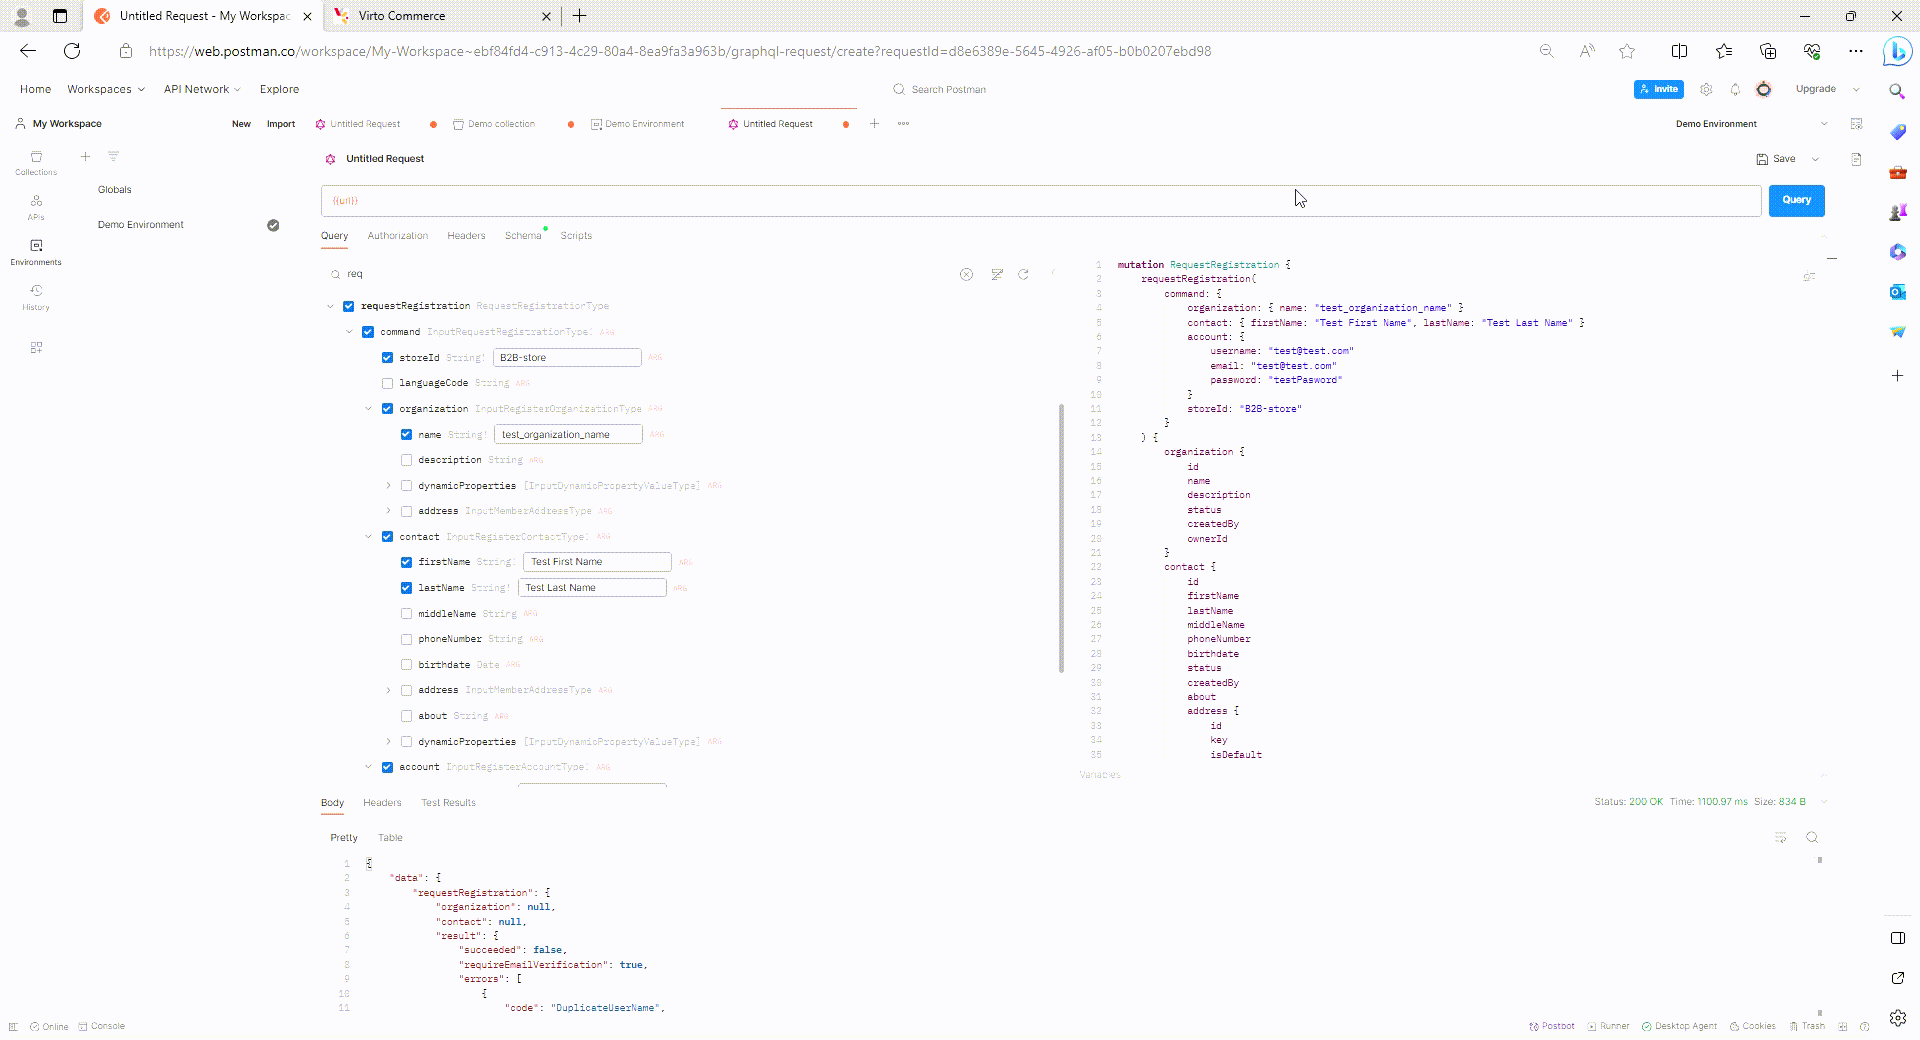 Untitled Request - My Workspac
Virto Commerce
https://web.postman.co/workspace/My-Workspace~ebf84fd4-c913-4c29-80a4-8ea9fa3a963b/graphql-request/create?requestId=d8e6389e-5645-4926-af05-b0b0207ebd98
Home Workspaces API Network Explore Search Postman Invite Upgrade
My Workspace New Import Untitled Request Demo collection Demo Environment Untitled Request Demo Environment
Collections
APIs
Environments
History
Globals
Demo Environment
Untitled Request Save
{{url}} Query
Query Authorization Headers Schema Scripts
req
requestRegistration RequestRegistrationType
command InputRequestRegistrationType! ARG
storeId String! B2B-store ARG
languageCode String ARG
organization InputRegisterOrganizationType ARG
name String! test_organization_name ARG
description String ARG
dynamicProperties [InputDynamicPropertyValueType] ARG
address InputMemberAddressType ARG
contact InputRegisterContactType! ARG
firstName String! Test First Name ARG
lastName String! Test Last Name ARG
middleName String ARG
phoneNumber String ARG
birthdate Date ARG
address InputMemberAddressType ARG
about String ARG
dynamicProperties [InputDynamicPropertyValueType] ARG
account InputRegisterAccountType! ARG
1 mutation RequestRegistration {
2 requestRegistration(
3 command: {
4 organization: { name: "test_organization_name" }
5 contact: { firstName: "Test First Name", lastName: "Test Last Name" }
6 account: {
7 username: "test@test.com"
8 email: "test@test.com"
9 password: "testPasword"
10 }
11 storeId: "B2B-store"
12 }
13 ) {
14 organization {
15 id
16 name
17 description
18 status
19 createdBy
20 ownerId
21 }
22 contact {
23 id
24 firstName
25 lastName
26 middleName
27 phoneNumber
28 birthdate
29 status
30 createdBy
31 about
32 address {
33 id
34 key
35 isDefault
Variables
Body Headers Test Results Status: 200 OK Time: 1100.97 ms Size: 834 B
Pretty Table
1 {
2 "data": {
3 "requestRegistration": {
4 "organization": null,
5 "contact": null,
6 "result": {
7 "succeeded": false,
8 "requireEmailVerification": true,
9 "errors": [
10 {
11 "code": "DuplicateUserName",
Online Console Postbot Runner Desktop Agent Cookies Trash